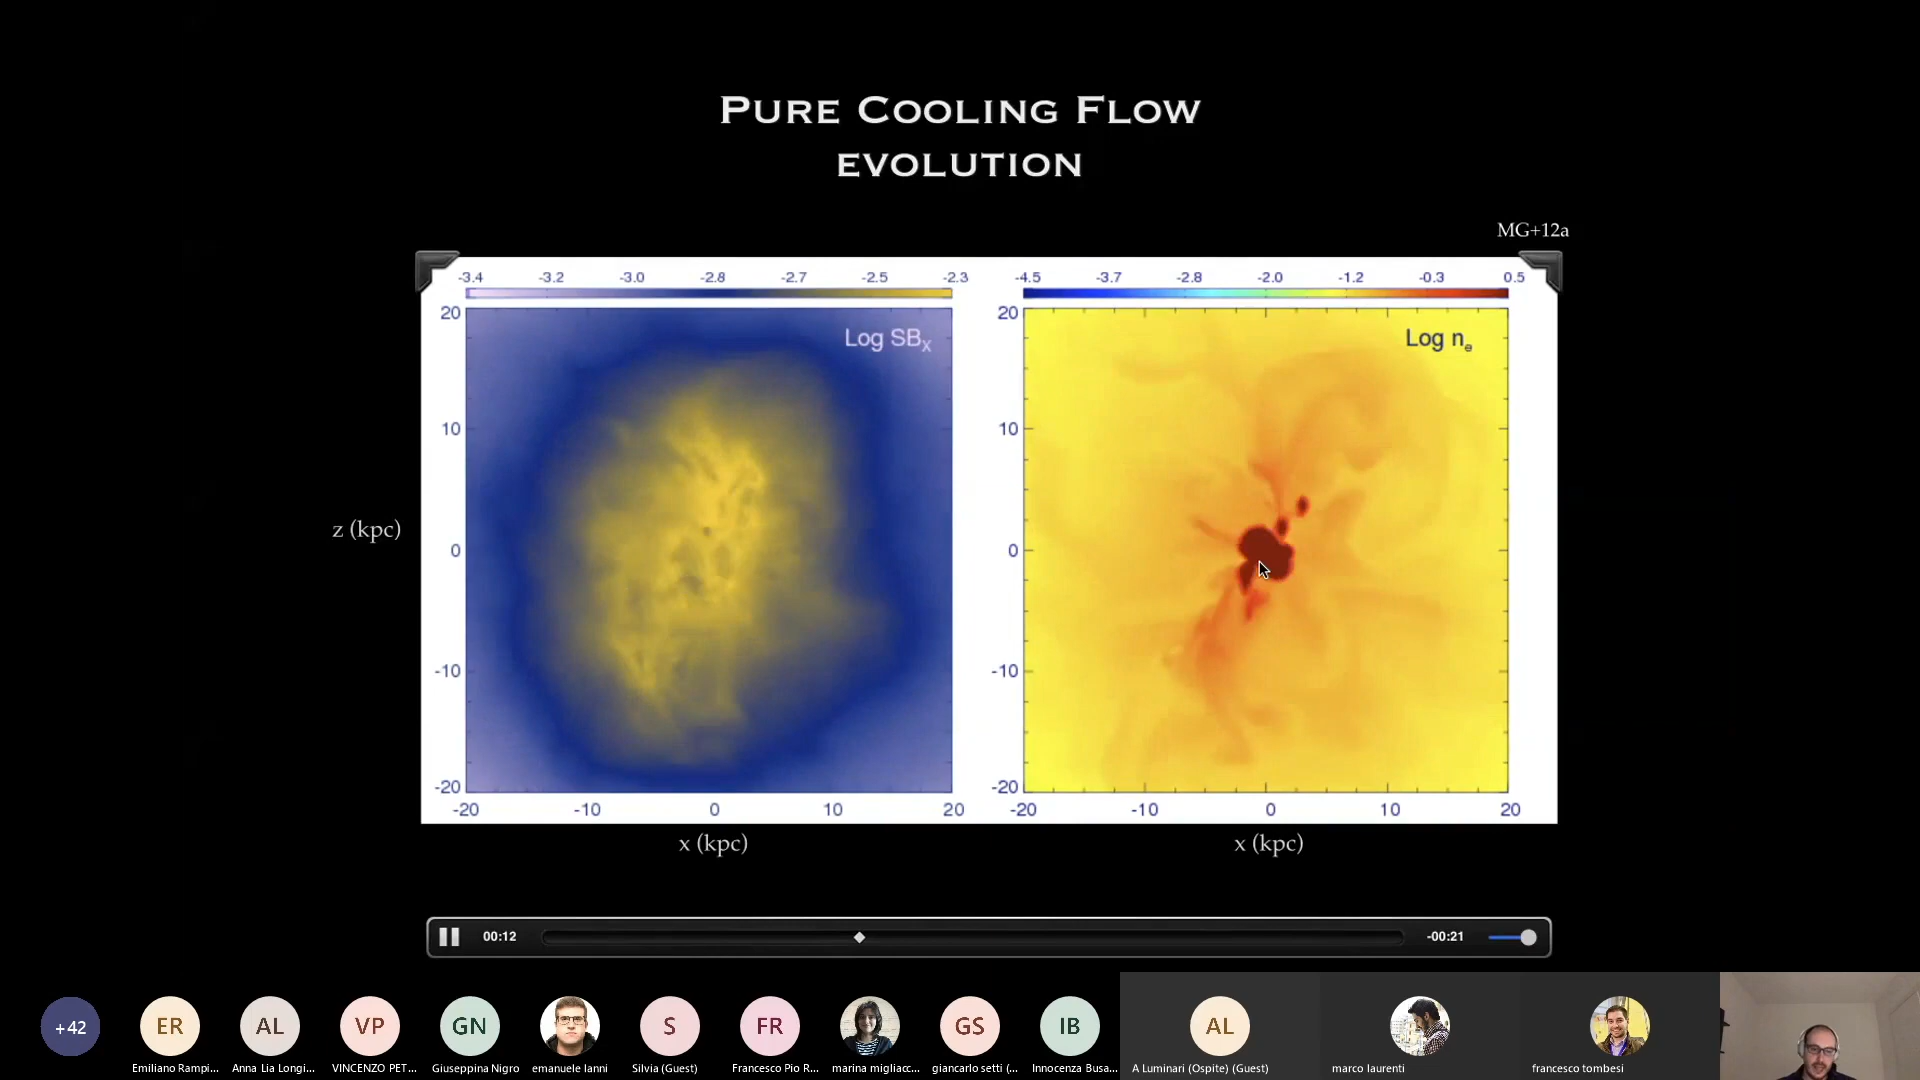 PURE COOLING FLOW
EVOLUTION
MG+12a
-3.4 -3.2 -3.0 -2.8 -2.7 -2.5 -2.3
-4.5 -3.7 -2.8 -2.0 -1.2 -0.3 0.5
20
Log SBX
10
z (kpc)
0
-10
-20
-20 -10 0 10 20
x (kpc)
20
Log ne
10
0
-10
-20
-20 -10 0 10 20
x (kpc)
00:12
-00:21
+42
ER
AL
VP
GN
S
FR
GS
IB
AL
Emiliano Rampi...
Anna Lia Longi...
VINCENZO PET...
Giuseppina Nigro
emanuele Ianni
Silvia (Guest)
Francesco Pio R...
marina migliacc...
giancarlo setti (...
Innocenza Busa...
A Luminari (Ospite) (Guest)
marco laurenti
francesco tombesi